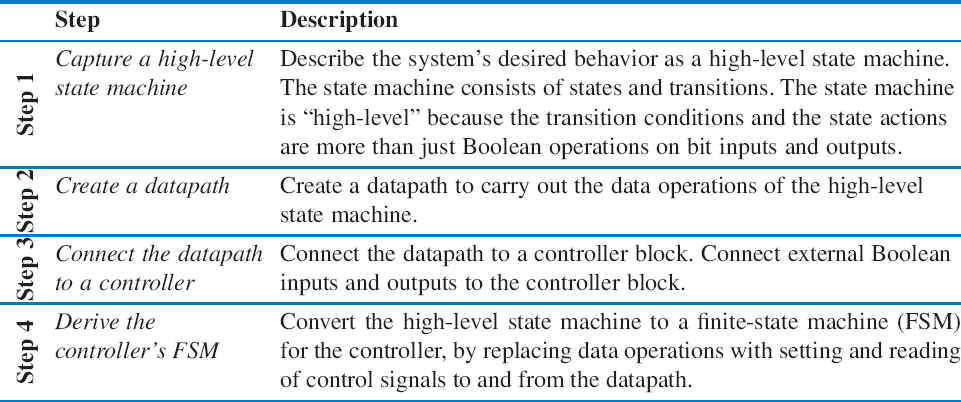 Step Description
Step 1
Capture a high-level Describe the system’s desired behavior as a high-level state machine.
state machine The state machine consists of states and transitions. The state machine
is “high-level” because the transition conditions and the state actions
are more than just Boolean operations on bit inputs and outputs.
Step 2
Create a datapath Create a datapath to carry out the data operations of the high-level
state machine.
Step 3
Connect the datapath Connect the datapath to a controller block. Connect external Boolean
to a controller inputs and outputs to the controller block.
Step 4
Derive the Convert the high-level state machine to a finite-state machine (FSM)
controller’s FSM for the controller, by replacing data operations with setting and reading
of control signals to and from the datapath.